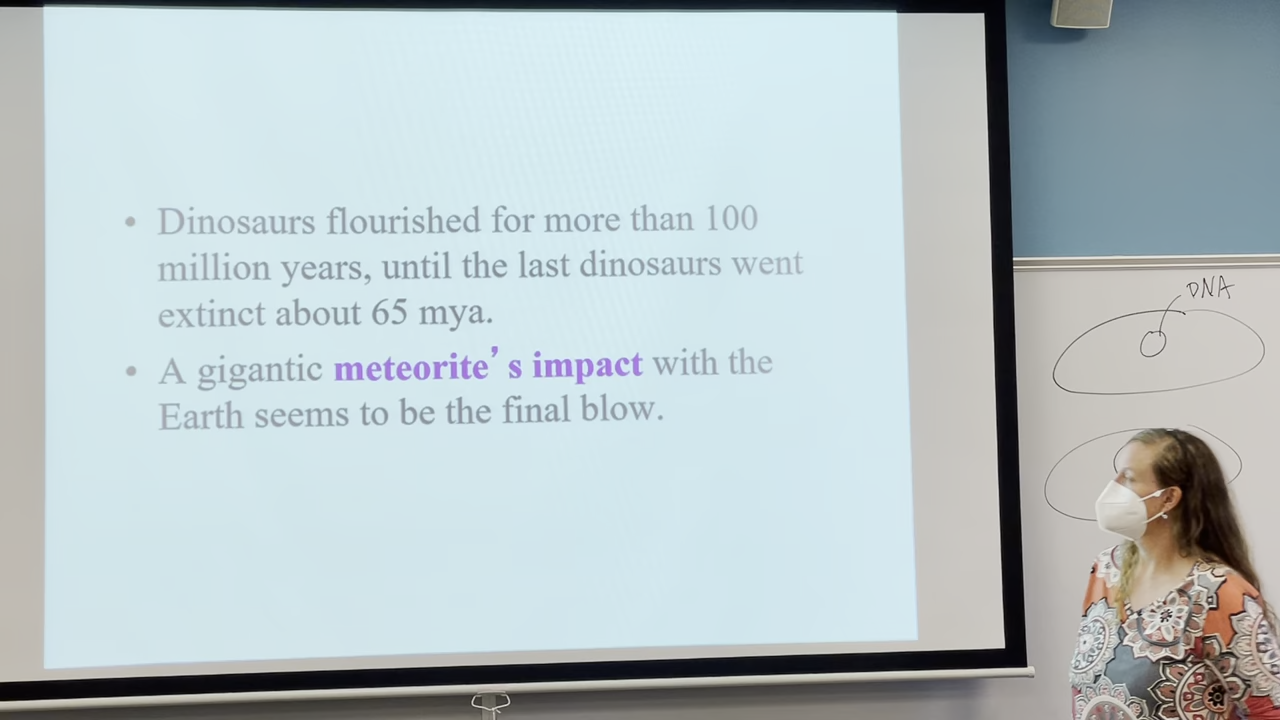 • Dinosaurs flourished for more than 100
million years, until the last dinosaurs went
extinct about 65 mya.
• A gigantic meteorite's impact with the
Earth seems to be the final blow.
DNA